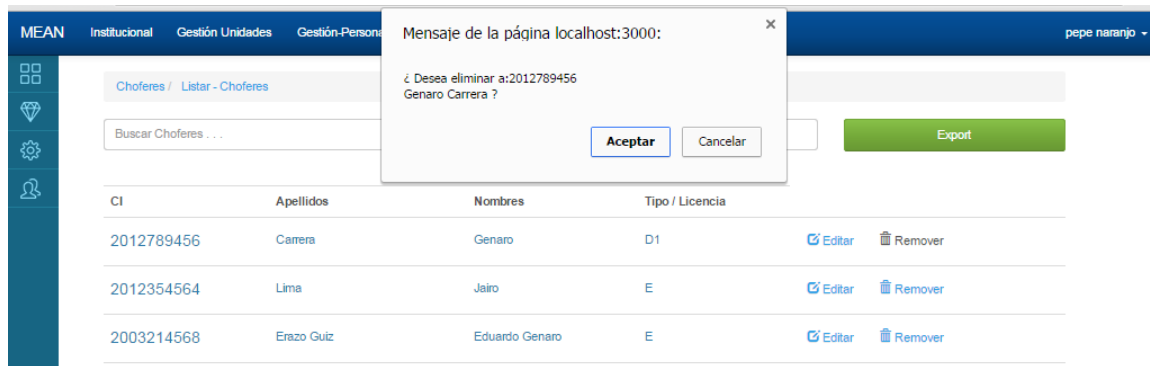 MEAN Institucional Gestión Unidades Gestión-Persona pepe naranjo
Mensaje de la página localhost:3000:
¿ Desea eliminar a:2012789456
Genaro Carrera ?
Aceptar Cancelar
Choferes / Listar - Choferes
Buscar Choferes . . . Export
CI Apellidos Nombres Tipo / Licencia
2012789456 Carrera Genaro D1 Editar Remover
2012354564 Lima Jairo E Editar Remover
2003214568 Erazo Guiz Eduardo Genaro E Editar Remover